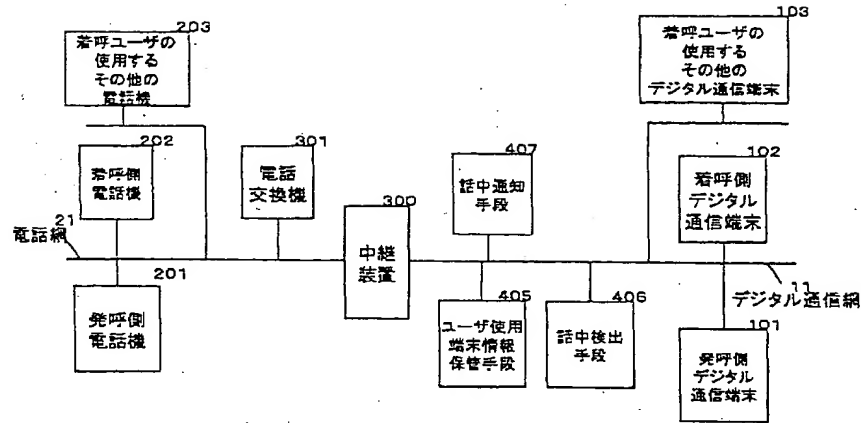 203
着呼ユーザの
使用する
その他の
電話機
103
着呼ユーザの
使用する
その他の
デジタル通信端末
202
着呼側
電話機
301
電話
交換機
407
話中通知
手段
102
着呼側
デジタル
通信端末
21
電話網
300
中継
装置
11
デジタル通信網
201
発呼側
電話機
405
ユーザ使用
端末情報
保管手段
406
話中検出
手段
101
発呼側
デジタル
通信端末